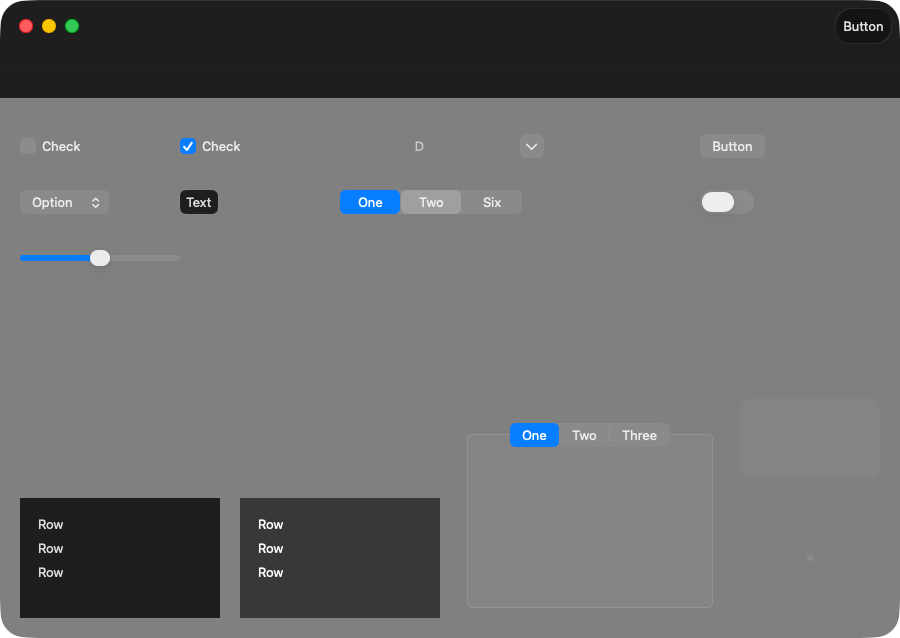 Button
Check
Check
D
Button
Option
Text
One
Two
Six
One
Two
Three
Row
Row
Row
Row
Row
Row